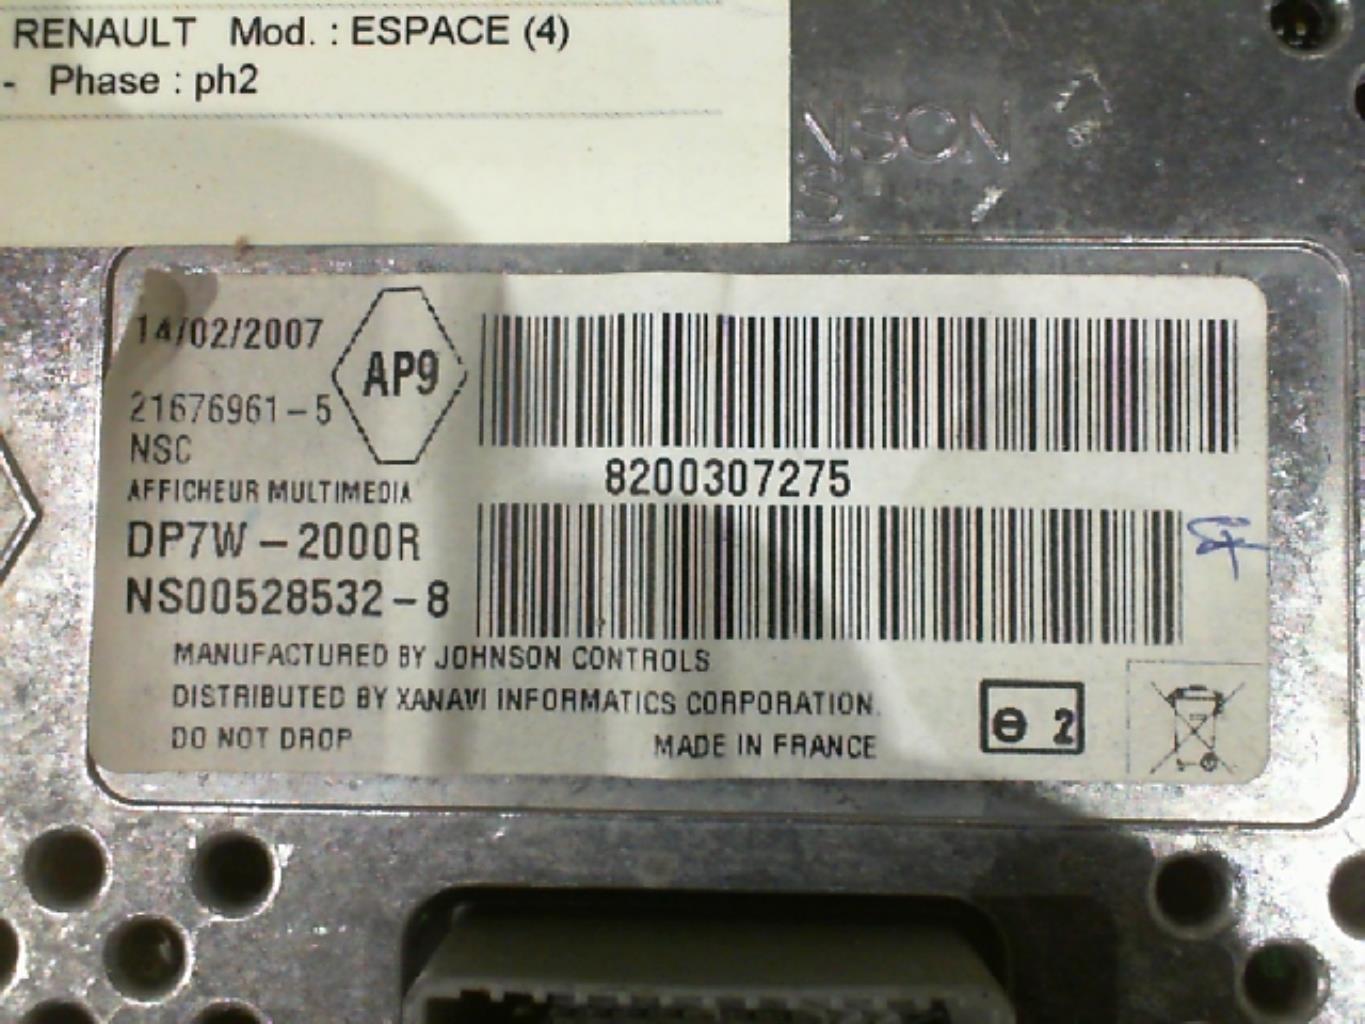 RENAULT Mod. : ESPACE (4)
- Phase : ph2
NSON
S
14/02/2007
AP9
21676961-5
NSC
8200307275
AFFICHEUR MULTIMEDIA
DP7W-2000R
NS00528532-8
MANUFACTURED BY JOHNSON CONTROLS
DISTRIBUTED BY XANAVI INFORMATICS CORPORATION.
DO NOT DROP
MADE IN FRANCE
e 2